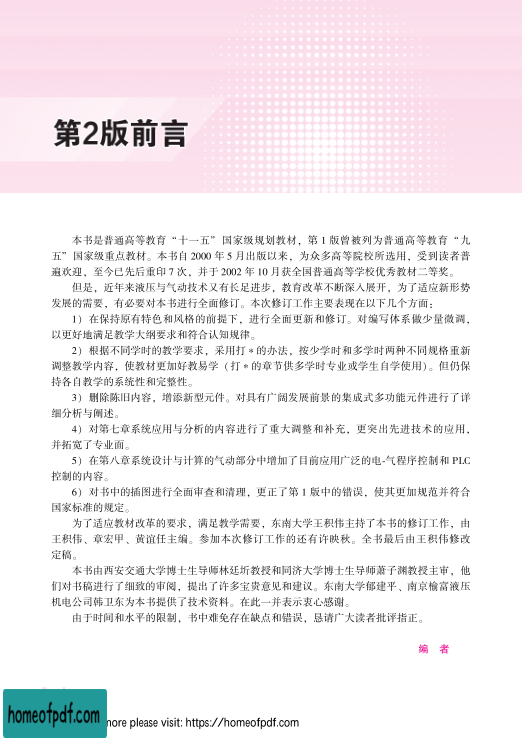 第2版前言
本书是普通高等教育“十一五”国家级规划教材，第 1 版曾被列为普通高等教育“九
五”国家级重点教材。本书自 2000 年 5 月出版以来，为众多高等院校所选用，受到读者普
遍欢迎，至今已先后重印 7 次，并于 2002 年 10 月获全国普通高等学校优秀教材二等奖。
但是，近年来液压与气动技术又有长足进步，教育改革不断深入展开，为了适应新形势
发展的需要，有必要对本书进行全面修订。本次修订工作主要表现在以下几个方面：
1）在保持原有特色和风格的前提下，进行全面更新和修订。对编写体系做少量微调，
以更好地满足教学大纲要求和符合认知规律。
2）根据不同学时的教学要求，采用打 * 的办法，按少学时和多学时两种不同规格重新
调整教学内容，使教材更加好教易学（打 * 的章节供多学时专业或学生自学使用）。但仍保
持各自教学的系统性和完整性。
3）删除陈旧内容，增添新型元件。对具有广阔发展前景的集成式多功能元件进行了详
细分析与阐述。
4）对第七章系统应用与分析的内容进行了重大调整和补充，更突出先进技术的应用，
并拓宽了专业面。
5）在第八章系统设计与计算的气动部分中增加了目前应用广泛的电-气程序控制和 PLC
控制的内容。
6）对书中的插图进行全面审查和清理，更正了第 1 版中的错误，使其更加规范并符合
国家标准的规定。
为了适应教材改革的要求，满足教学需要，东南大学王积伟主持了本书的修订工作，由
王积伟、章宏甲、黄谊任主编。参加本次修订工作的还有许映秋。全书最后由王积伟修改
定稿。
本书由西安交通大学博士生导师林廷圻教授和同济大学博士生导师萧子渊教授主审，他
们对书稿进行了细致的审阅，提出了许多宝贵意见和建议。东南大学郁建平、南京榆富液压
机电公司韩卫东为本书提供了技术资料。在此一并表示衷心感谢。
由于时间和水平的限制，书中难免存在缺点和错误，恳请广大读者批评指正。
编 者
homeofpdf.com
more please visit: https://homeofpdf.com